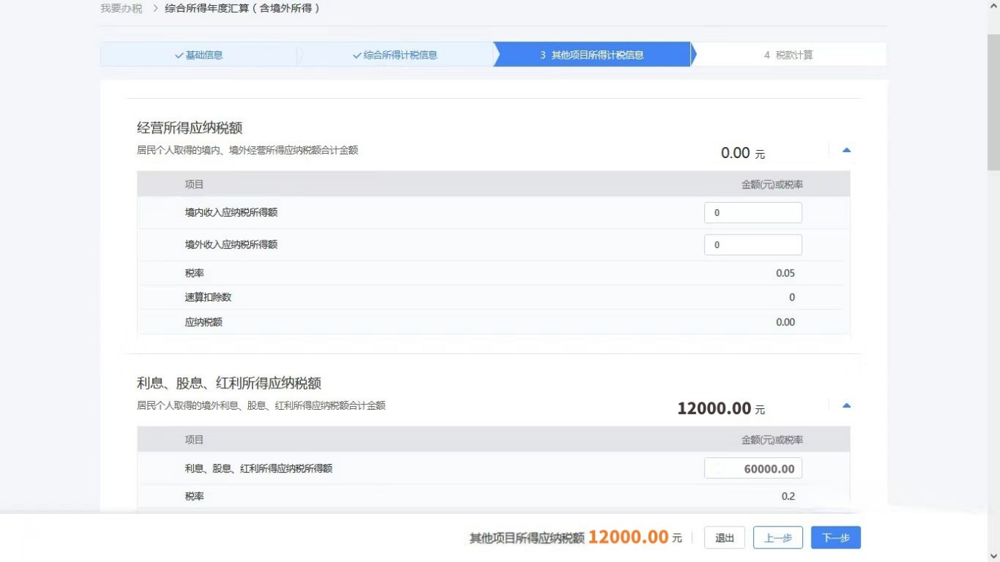 我要办税 > 综合所得年度汇算（含境外所得）
✓基础信息 ✓综合所得计税信息 3 其他项目所得计税信息 4 税款计算
经营所得应纳税额
居民个人取得的境内、境外经营所得应纳税额合计金额 0.00 元
项目 金额(元)或税率
境内收入应纳税所得额 0
境外收入应纳税所得额 0
税率 0.05
速算扣除数 0
应纳税额 0.00
利息、股息、红利所得应纳税额
居民个人取得的境外利息、股息、红利所得应纳税额合计金额 12000.00 元
项目 金额(元)或税率
利息、股息、红利所得应纳税所得额 60000.00
税率 0.2
其他项目所得应纳税额 12000.00 元 退出 上一步 下一步